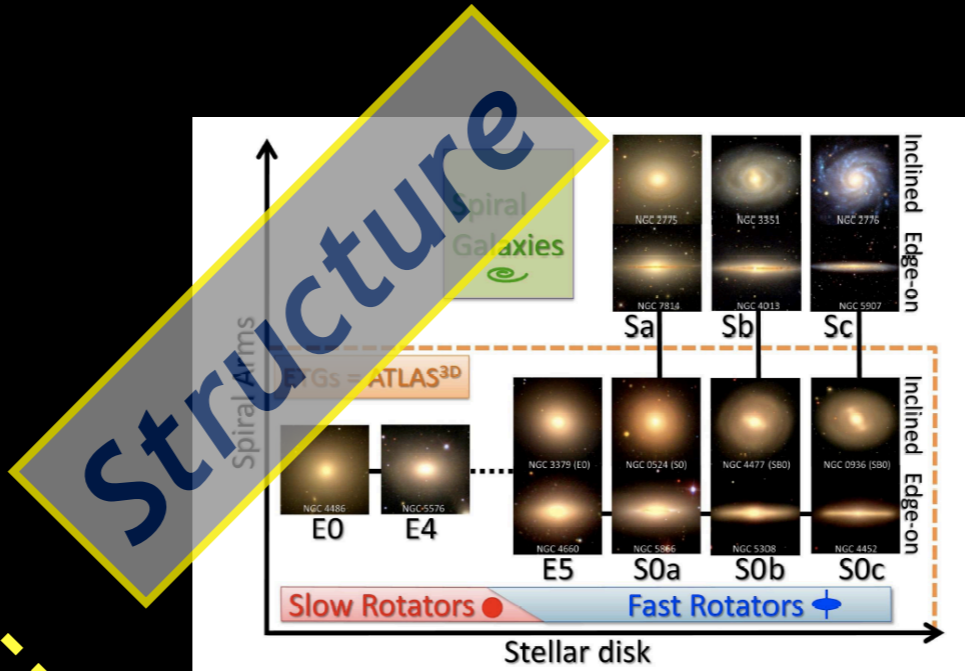 Structure
Spiral
Galaxies
Inclined
NGC 2775
NGC 3351
NGC 2776
Edge-on
NGC 7814
NGC 4013
NGC 5907
Sa
Sb
Sc
Spiral Arms
ETGs = ATLAS3D
Inclined
NGC 3379 (E0)
NGC 0524 (S0)
NGC 4477 (SB0)
NGC 0936 (SB0)
NGC 4486
NGC 5576
Edge-on
E0
E4
NGC 4660
NGC 5866
NGC 5308
NGC 4452
E5
S0a
S0b
S0c
Slow Rotators
Fast Rotators
Stellar disk